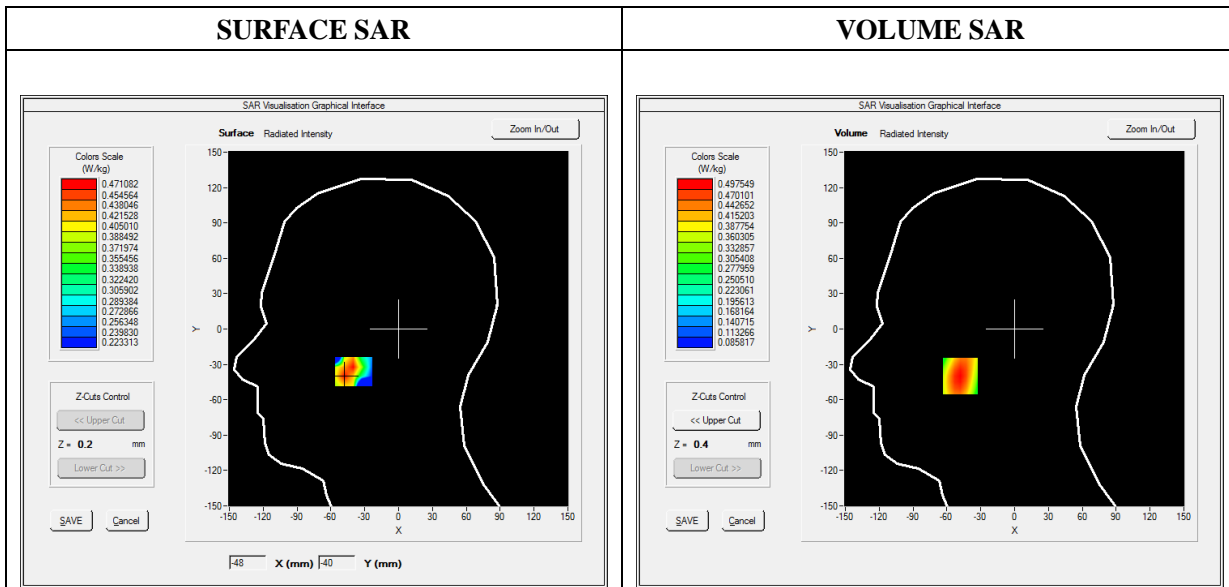 SURFACE SAR
VOLUME SAR
SAR Visualisation Graphical Interface
Surface Radiated Intensity
Zoom In/Out
Colors Scale
(W/kg)
0.471082
0.454564
0.438046
0.421528
0.405010
0.388492
0.371974
0.355456
0.338938
0.322420
0.305902
0.289384
0.272866
0.256348
0.239830
0.223313
Z-Cuts Control
<< Upper Cut
Z = 0.2 mm
Lower Cut >>
SAVE Cancel
150
120
90
60
30
0
-30
-60
-90
-120
-150
Y
-150 -120 -90 -60 -30 0 30 60 90 120 150
X
-48 X (mm) -40 Y (mm)
SAR Visualisation Graphical Interface
Volume Radiated Intensity
Zoom In/Out
Colors Scale
(W/kg)
0.497549
0.470101
0.442652
0.415203
0.387754
0.360305
0.332857
0.305408
0.277959
0.250510
0.223061
0.195613
0.168164
0.140715
0.113266
0.085817
Z-Cuts Control
<< Upper Cut
Z = 0.4 mm
Lower Cut >>
SAVE Cancel
150
120
90
60
30
0
-30
-60
-90
-120
-150
Y
-150 -120 -90 -60 -30 0 30 60 90 120 150
X